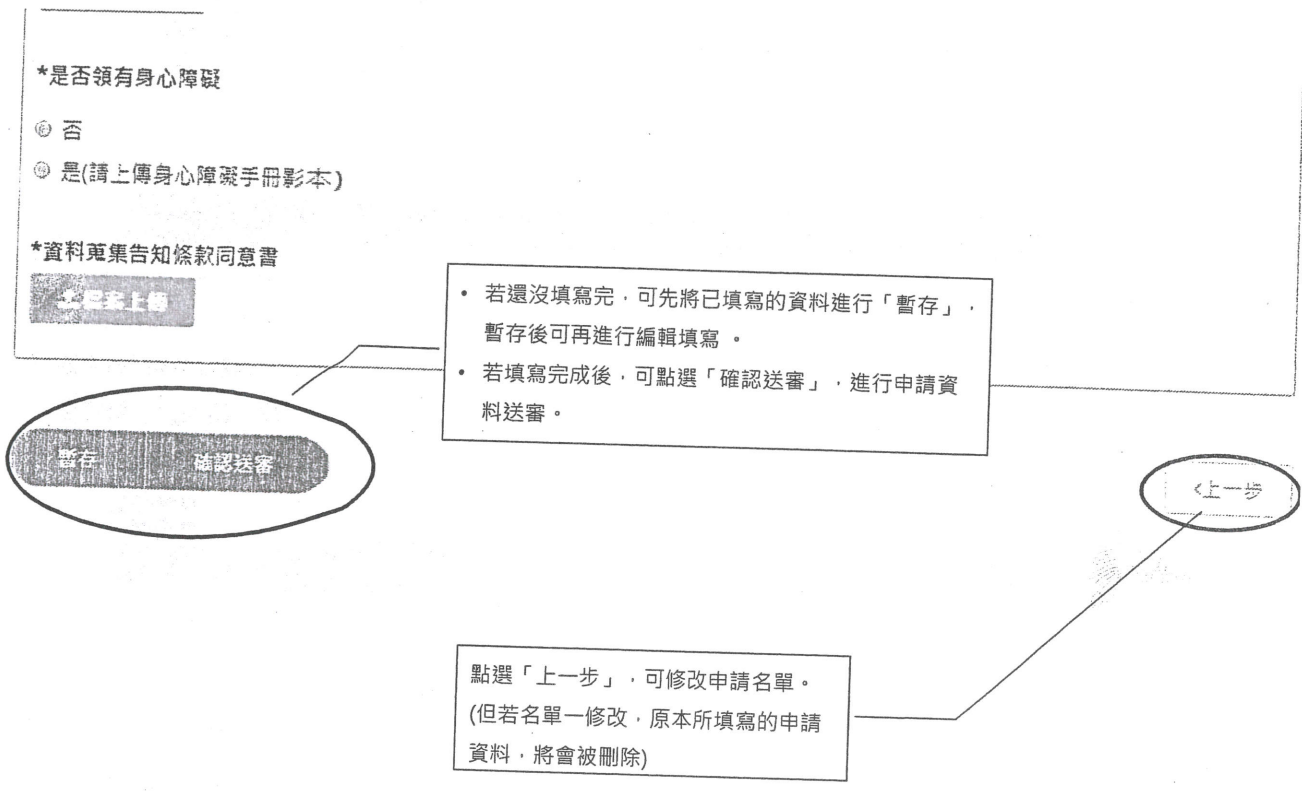 *是否領有身心障礙
否
是(請上傳身心障礙手冊影本)
*資料蒐集告知條款同意書
檔案上傳
• 若還沒填寫完，可先將已填寫的資料進行「暫存」，
暫存後可再進行編輯填寫。
• 若填寫完成後，可點選「確認送審」，進行申請資
料送審。
暫存
確認送審
<上一步
點選「上一步」，可修改申請名單。
(但若名單一修改，原本所填寫的申請
資料，將會被刪除)